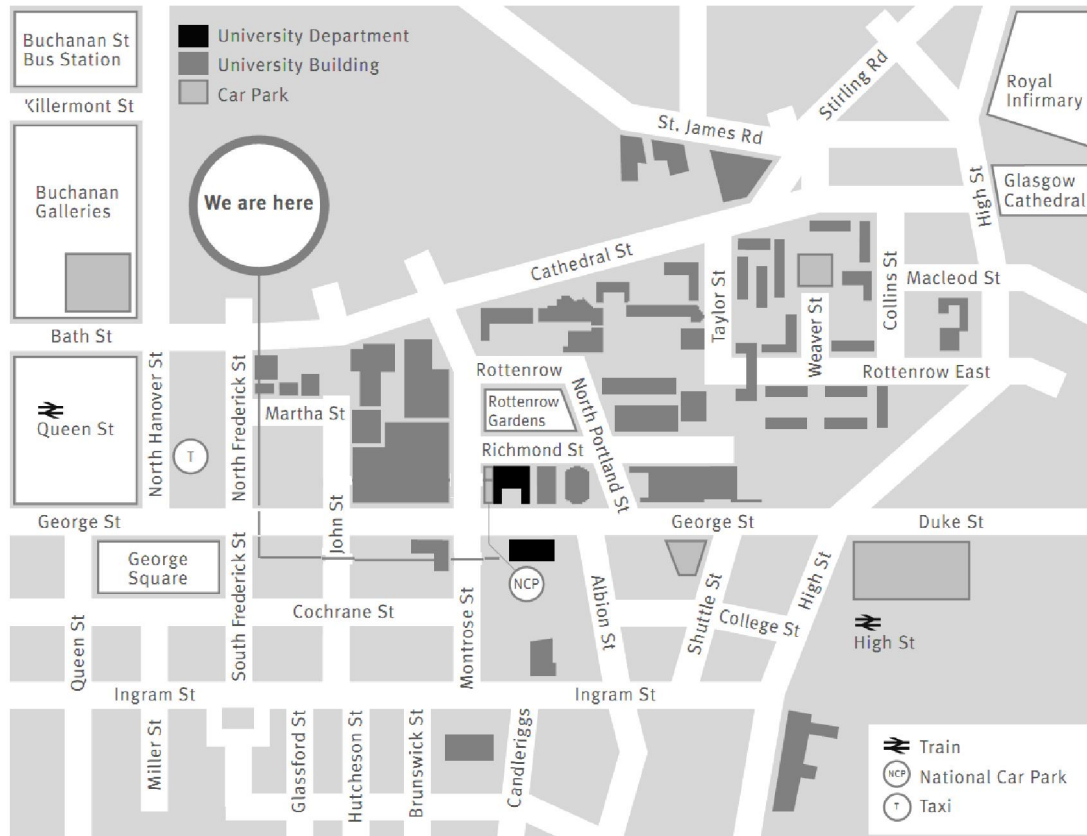 Buchanan St
Bus Station
Killermont St
University Department
University Building
Car Park
We are here
Buchanan
Galleries
Bath St
St. James Rd
Stirling Rd
Royal
Infirmary
High St
Glasgow
Cathedral
Cathedral St
Taylor St
Weaver St
Collins St
Macleod St
Rottenrow East
Rottenrow
Rottenrow
Gardens
North Portland St
Richmond St
Martha St
North Hanover St
North Frederick St
Queen St
T
George St
John St
George St
Duke St
George
Square
South Frederick St
Cochrane St
Montrose St
NCP
Albion St
Shuttle St
College St
High St
High St
Queen St
Ingram St
Ingram St
Miller St
Glassford St
Hutcheson St
Brunswick St
Candleriggs
Train
NCP
National Car Park
T
Taxi